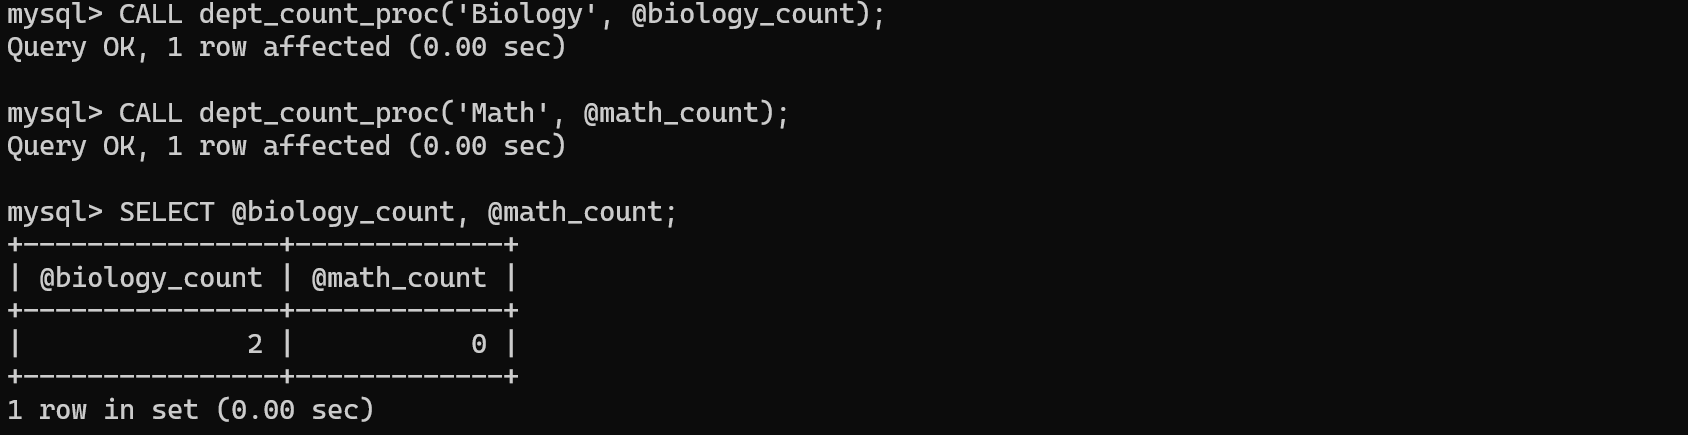 mysql> CALL dept_count_proc('Biology', @biology_count);
Query OK, 1 row affected (0.00 sec)
mysql> CALL dept_count_proc('Math', @math_count);
Query OK, 1 row affected (0.00 sec)
mysql> SELECT @biology_count, @math_count;
+----------------+-------------+
| @biology_count | @math_count |
+----------------+-------------+
|              2 |           0 |
+----------------+-------------+
1 row in set (0.00 sec)